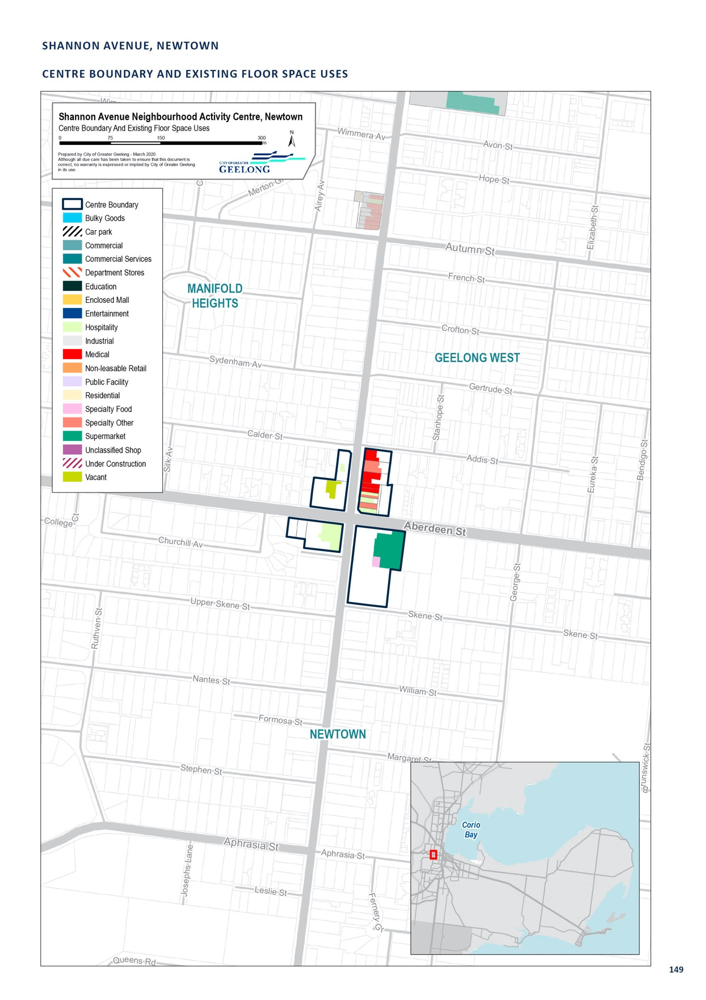 SHANNON AVENUE, NEWTOWN
CENTRE BOUNDARY AND EXISTING FLOOR SPACE USES
Shannon Avenue Neighbourhood Activity Centre, Newtown
Centre Boundary And Existing Floor Space Uses
0 75 150 300
m
N
Prepared by City of Greater Geelong - March 2020
Although all due care has been taken to ensure that this document is
correct, no warranty is expressed or implied by City of Greater Geelong
in its use.
CITY OF GREATER
GEELONG
Centre Boundary
Bulky Goods
Car park
Commercial
Commercial Services
Department Stores
Education
Enclosed Mall
Entertainment
Hospitality
Industrial
Medical
Non-leasable Retail
Public Facility
Residential
Specialty Food
Specialty Other
Supermarket
Unclassified Shop
Under Construction
Vacant
Wimmera Av
Avon St
Hope St
Merton Gr
Airey Av
Elizabeth St
Autumn St
French St
MANIFOLD
HEIGHTS
Crofton St
GEELONG WEST
Sydenham Av
Gertrude St
Stanhope St
Calder St
Silk Av
Addis St
Eureka St
Bendigo St
College Ct
Aberdeen St
Churchill Av
George St
Upper Skene St
Skene St
Skene St
Ruthven St
Nantes St
William St
Formosa St
NEWTOWN
Margaret St
Stephen St
runswick St
Corio
Bay
Aphrasia St
Aphrasia St
Josephs Lane
Leslie St
Fernery Gr
Queens Rd
149